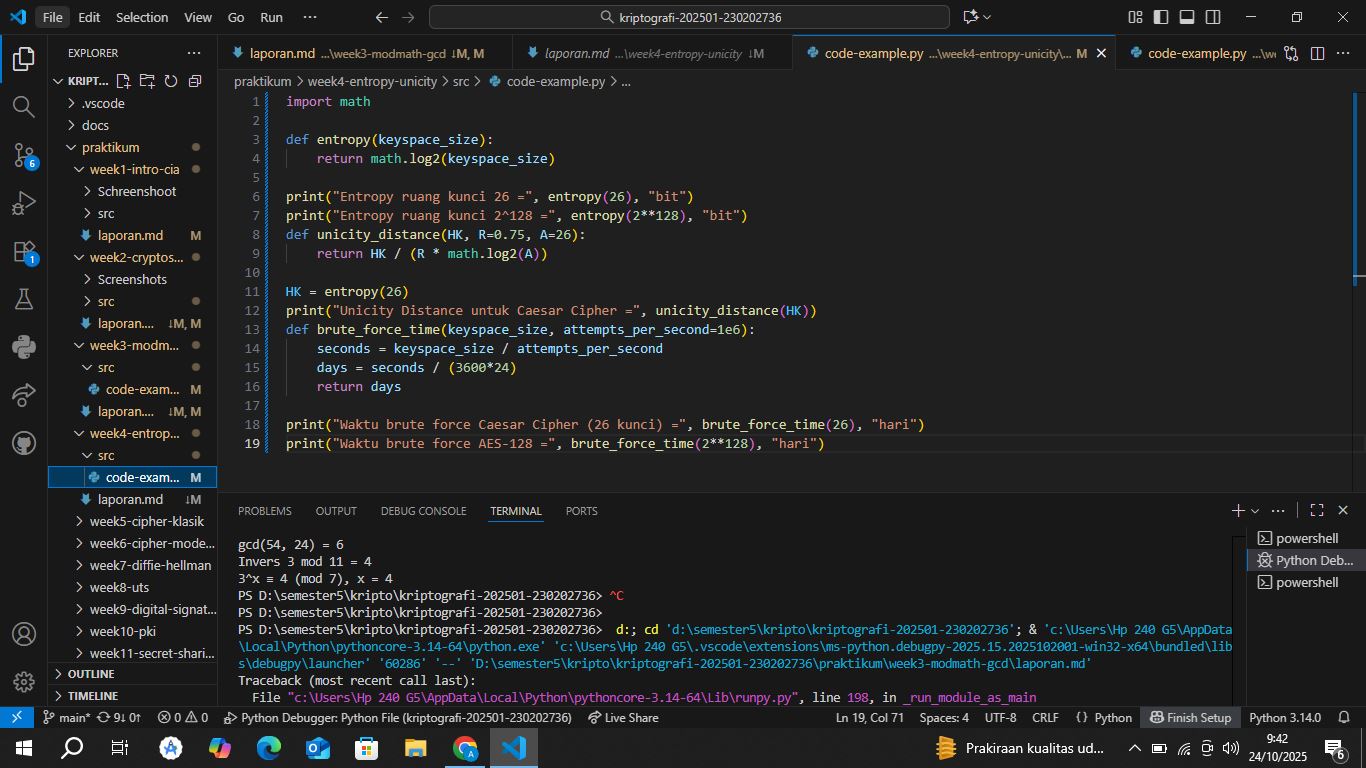 File Edit Selection View Go Run ··· kriptografi-202501-230202736
EXPLORER ···
KRIPT...
.vscode
docs
praktikum
week1-intro-cia
Schreenshoot
src
laporan.md M
week2-cryptos...
Screenshots
src
laporan.... ↓M, M
week3-modm...
src
code-exam... M
laporan.... ↓M, M
week4-entrop...
src
code-exam... M
laporan.md ↓M
week5-cipher-klasik
week6-cipher-mode...
week7-diffie-hellman
week8-uts
week9-digital-signat...
week10-pki
week11-secret-shari...
OUTLINE
TIMELINE
6
1
laporan.md ...\week3-modmath-gcd ↓M, M
laporan.md ...\week4-entropy-unicity ↓M
code-example.py ...\week4-entropy-unicity\... M
code-example.py ...\we
praktikum > week4-entropy-unicity > src > code-example.py > ...
1 import math
2
3 def entropy(keyspace_size):
4 return math.log2(keyspace_size)
5
6 print("Entropy ruang kunci 26 =", entropy(26), "bit")
7 print("Entropy ruang kunci 2^128 =", entropy(2**128), "bit")
8 def unicity_distance(HK, R=0.75, A=26):
9 return HK / (R * math.log2(A))
10
11 HK = entropy(26)
12 print("Unicity Distance untuk Caesar Cipher =", unicity_distance(HK))
13 def brute_force_time(keyspace_size, attempts_per_second=1e6):
14 seconds = keyspace_size / attempts_per_second
15 days = seconds / (3600*24)
16 return days
17
18 print("Waktu brute force Caesar Cipher (26 kunci) =", brute_force_time(26), "hari")
19 print("Waktu brute force AES-128 =", brute_force_time(2**128), "hari")
PROBLEMS OUTPUT DEBUG CONSOLE TERMINAL PORTS
gcd(54, 24) = 6
Invers 3 mod 11 = 4
3^x ≡ 4 (mod 7), x = 4
PS D:\semester5\kripto\kriptografi-202501-230202736> ^C
PS D:\semester5\kripto\kriptografi-202501-230202736>
PS D:\semester5\kripto\kriptografi-202501-230202736> d:; cd 'd:\semester5\kripto\kriptografi-202501-230202736'; & 'c:\Users\Hp 240 G5\AppData
\Local\Python\pythoncore-3.14-64\python.exe' 'c:\Users\Hp 240 G5\.vscode\extensions\ms-python.debugpy-2025.15.2025102001-win32-x64\bundled\lib
s\debugpy\launcher' '60286' '--' 'D:\semester5\kripto\kriptografi-202501-230202736\praktikum\week3-modmath-gcd\laporan.md'
Traceback (most recent call last):
File "c:\Users\Hp 240 G5\AppData\Local\Python\pythoncore-3.14-64\Lib\runpy.py", line 198, in _run_module_as_main
powershell
Python Deb...
powershell
main* 9↓ 0↑ 0 0 Python Debugger: Python File (kriptografi-202501-230202736) Live Share Ln 19, Col 71 Spaces: 4 UTF-8 CRLF {} Python Finish Setup Python 3.14.0
Prakiraan kualitas ud... 9:42
24/10/2025
6